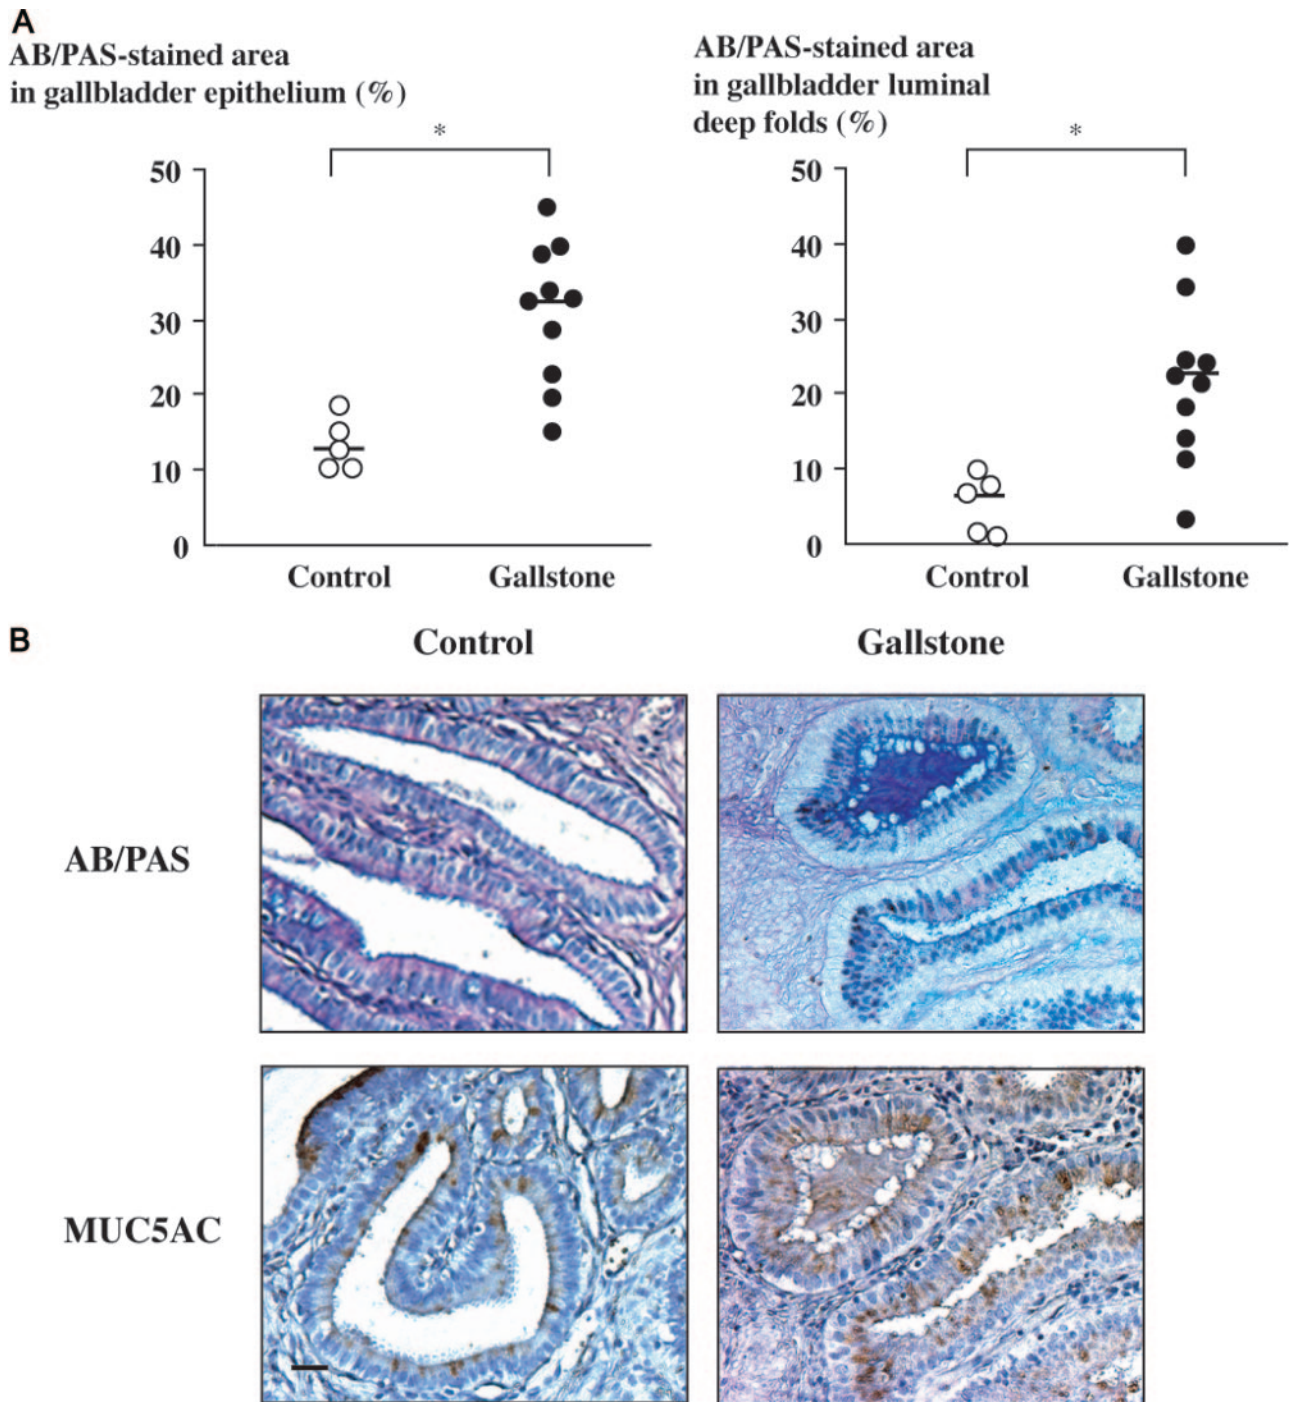 A
AB/PAS-stained area
in gallbladder epithelium (%)
*
50
40
30
20
10
0
Control Gallstone
AB/PAS-stained area
in gallbladder luminal
deep folds (%)
*
50
40
30
20
10
0
Control Gallstone
B
Control Gallstone
AB/PAS
MUC5AC